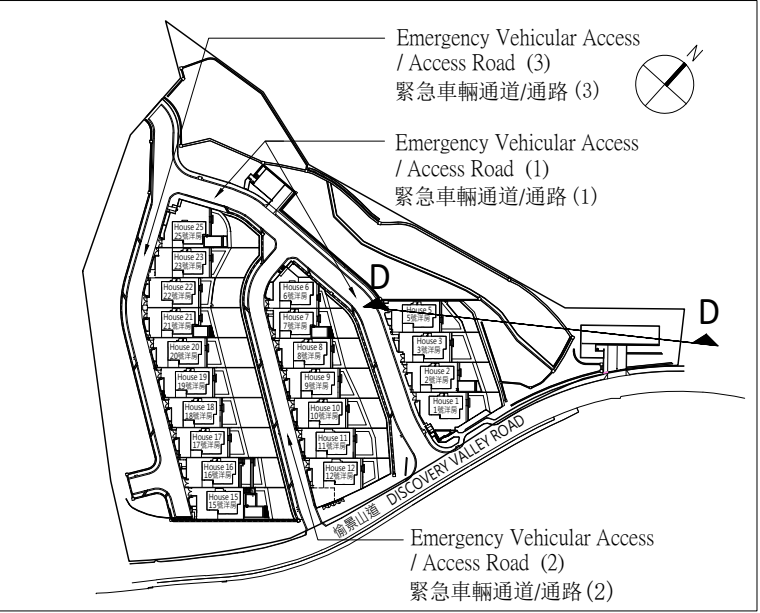 Emergency Vehicular Access
/ Access Road (3)
緊急車輛通道/通路 (3)
N
Emergency Vehicular Access
/ Access Road (1)
緊急車輛通道/通路 (1)
House 25
25號洋房
House 23
23號洋房
House 22
22號洋房
House 21
21號洋房
House 20
20號洋房
House 19
19號洋房
House 18
18號洋房
House 17
17號洋房
House 16
16號洋房
House 15
15號洋房
House 6
6號洋房
House 7
7號洋房
House 8
8號洋房
House 9
9號洋房
House 10
10號洋房
House 11
11號洋房
House 12
12號洋房
D
House 5
5號洋房
House 3
3號洋房
House 2
2號洋房
House 1
1號洋房
D
愉景山道 DISCOVERY VALLEY ROAD
Emergency Vehicular Access
/ Access Road (2)
緊急車輛通道/通路 (2)